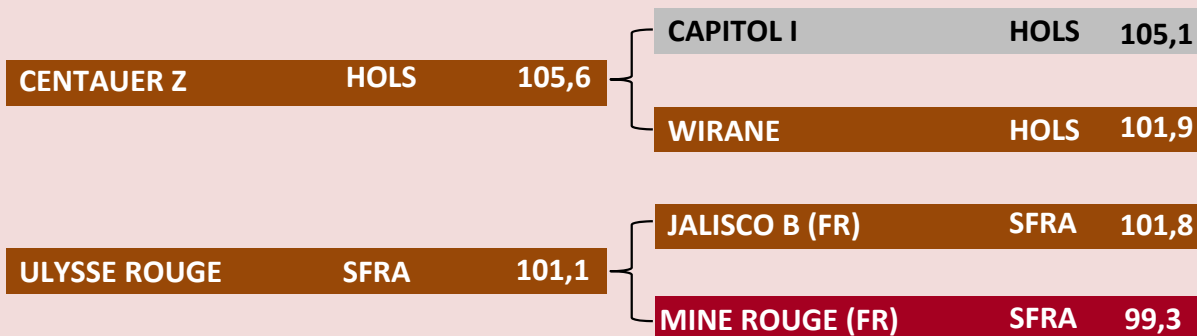 CAPITOL I HOLS 105,1
CENTAUER Z HOLS 105,6
WIRANE HOLS 101,9
JALISCO B (FR) SFRA 101,8
ULYSSE ROUGE SFRA 101,1
MINE ROUGE (FR) SFRA 99,3